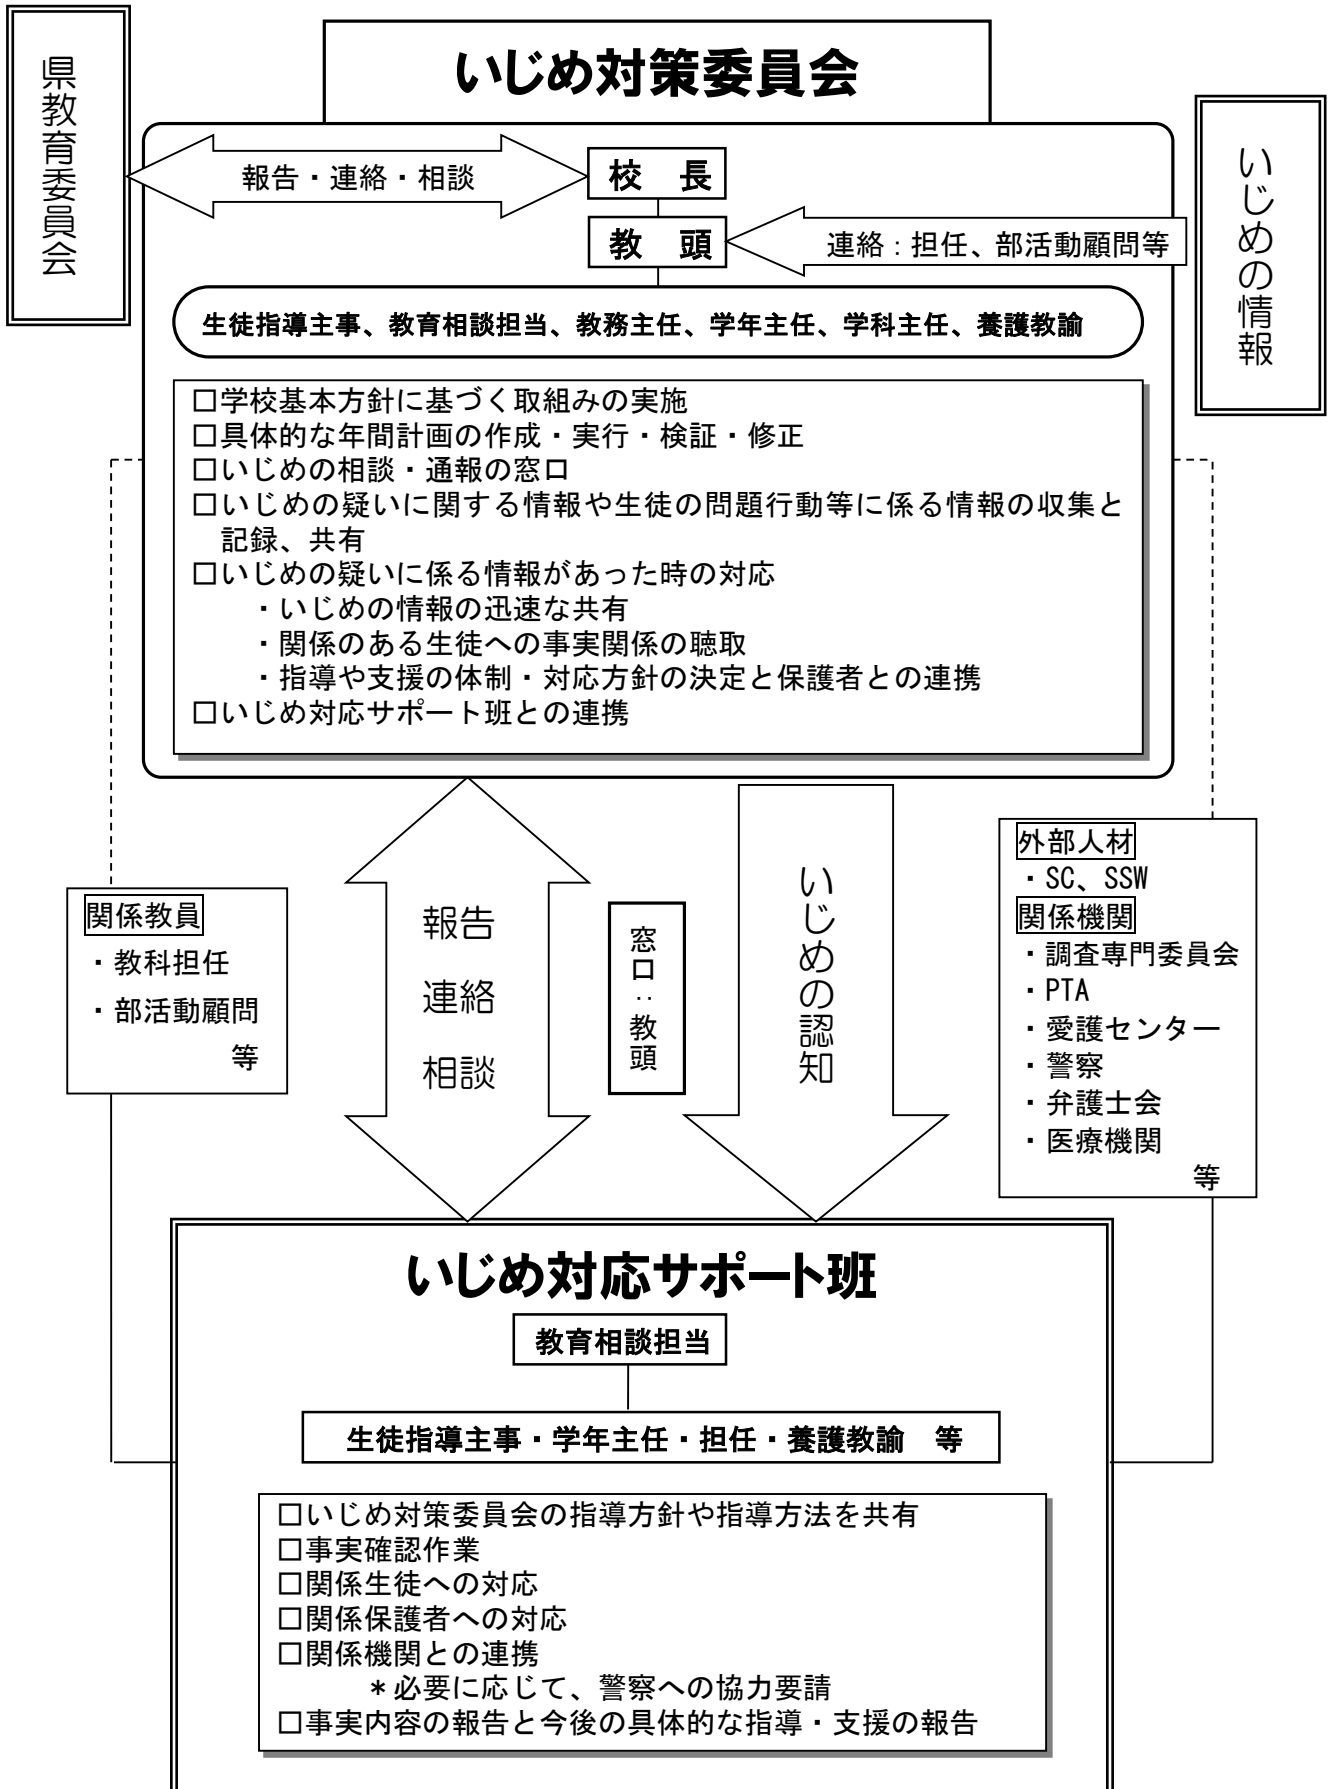 県教育委員会
いじめ対策委員会
報告・連絡・相談
校　長
教　頭
連絡：担任、部活動顧問等
いじめの情報
生徒指導主事、教育相談担当、教務主任、学年主任、学科主任、養護教諭
□学校基本方針に基づく取組みの実施
□具体的な年間計画の作成・実行・検証・修正
□いじめの相談・通報の窓口
□いじめの疑いに関する情報や生徒の問題行動等に係る情報の収集と
記録、共有
□いじめの疑いに係る情報があった時の対応
・いじめの情報の迅速な共有
・関係のある生徒への事実関係の聴取
・指導や支援の体制・対応方針の決定と保護者との連携
□いじめ対応サポート班との連携
関係教員
・教科担任
・部活動顧問
等
報告
連絡
相談
窓口：教頭
いじめの認知
外部人材
・SC、SSW
関係機関
・調査専門委員会
・PTA
・愛護センター
・警察
・弁護士会
・医療機関
等
いじめ対応サポート班
教育相談担当
生徒指導主事・学年主任・担任・養護教諭　等
□いじめ対策委員会の指導方針や指導方法を共有
□事実確認作業
□関係生徒への対応
□関係保護者への対応
□関係機関との連携
＊必要に応じて、警察への協力要請
□事実内容の報告と今後の具体的な指導・支援の報告